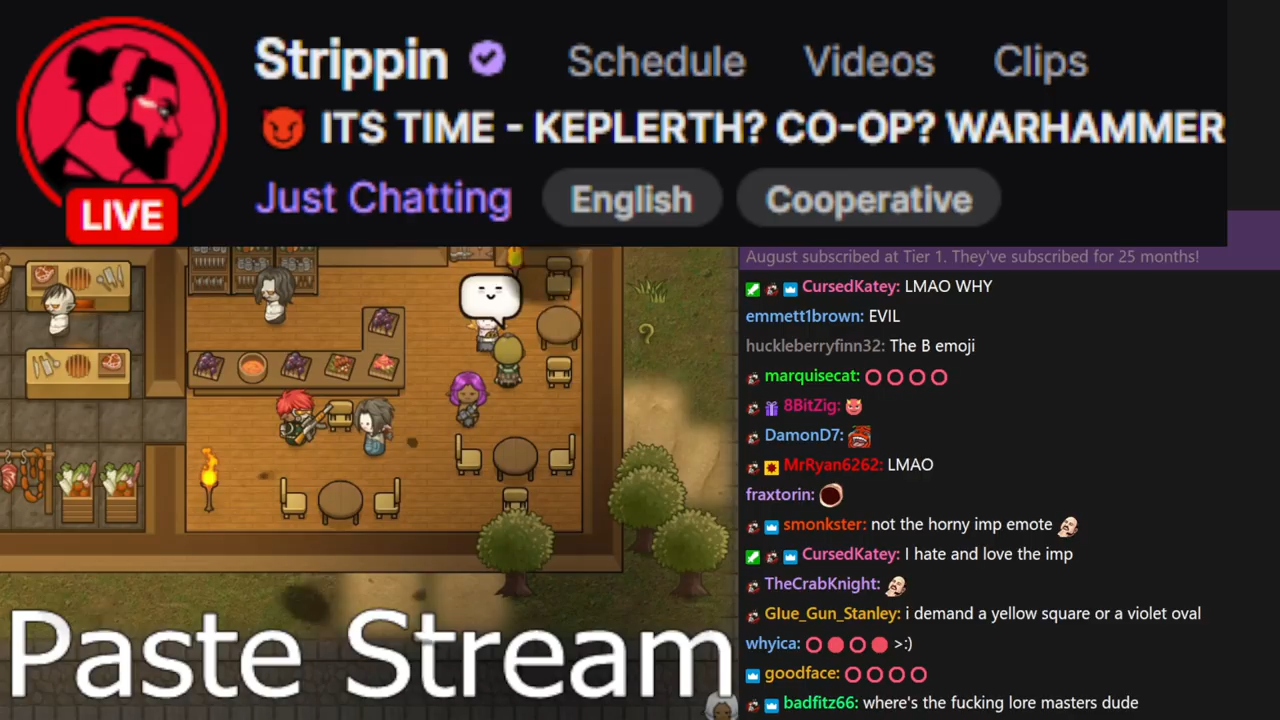 Strippin Schedule Videos Clips
ITS TIME - KEPLERTH? CO-OP? WARHAMMER
Just Chatting English Cooperative
LIVE
August subscribed at Tier 1. They've subscribed for 25 months!
CursedKatey: LMAO WHY
emmett1brown: EVIL
huckleberryfinn32: The B emoji
marquisecat:
8BitZig:
DamonD7:
MrRyan6262: LMAO
fraxtorin:
smonkster: not the horny imp emote
CursedKatey: I hate and love the imp
TheCrabKnight:
Glue_Gun_Stanley: i demand a yellow square or a violet oval
whyica: >:)
goodface:
badfitz66: where's the fucking lore masters dude
Paste Stream